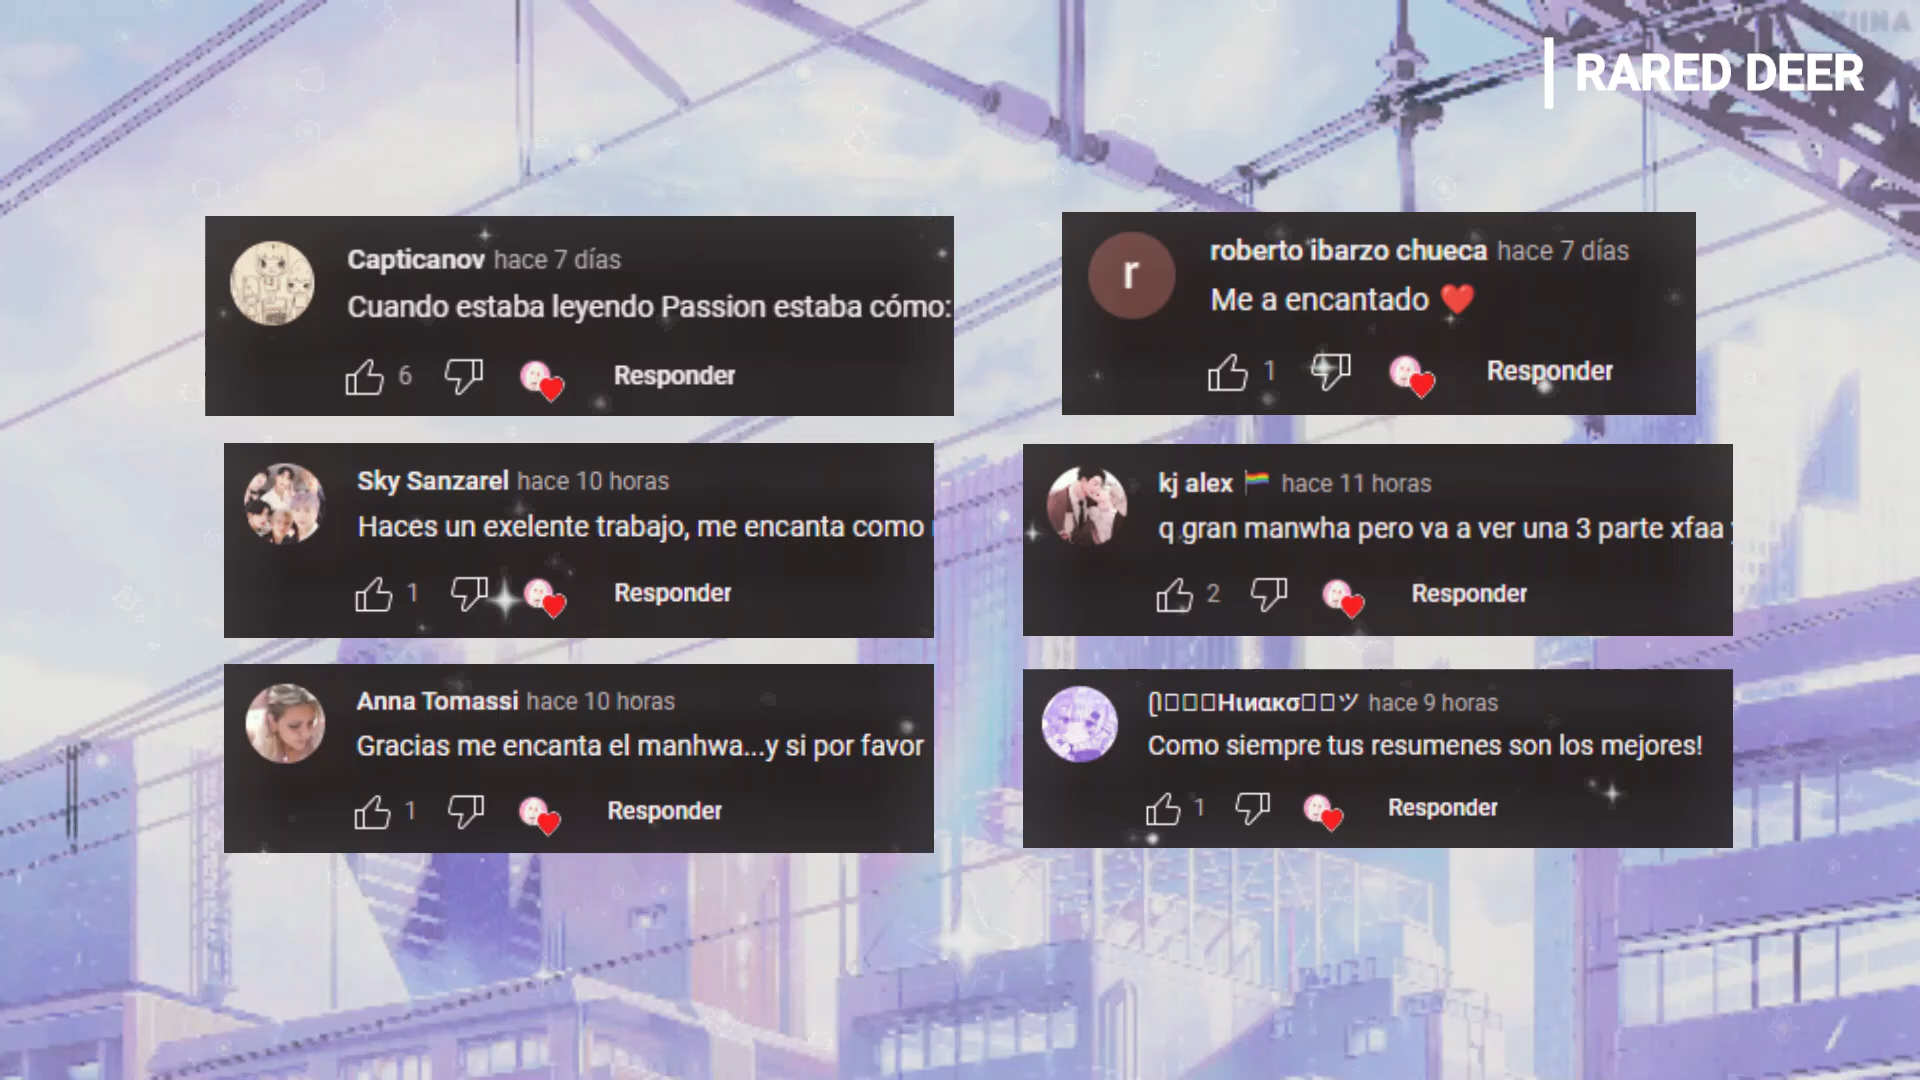 RARED DEER
Capticanov hace 7 días
Cuando estaba leyendo Passion estaba cómo:
6 Responder
r
roberto ibarzo chueca hace 7 días
Me a encantado ❤️
1 Responder
Sky Sanzarel hace 10 horas
Haces un exelente trabajo, me encanta como
1 Responder
kj alex 🏳️‍🌈 hace 11 horas
q gran manwha pero va a ver una 3 parte xfaa
2 Responder
Anna Tomassi hace 10 horas
Gracias me encanta el manhwa...y si por favor
1 Responder
Hιиαкσ ツ hace 9 horas
Como siempre tus resumenes son los mejores!
1 Responder